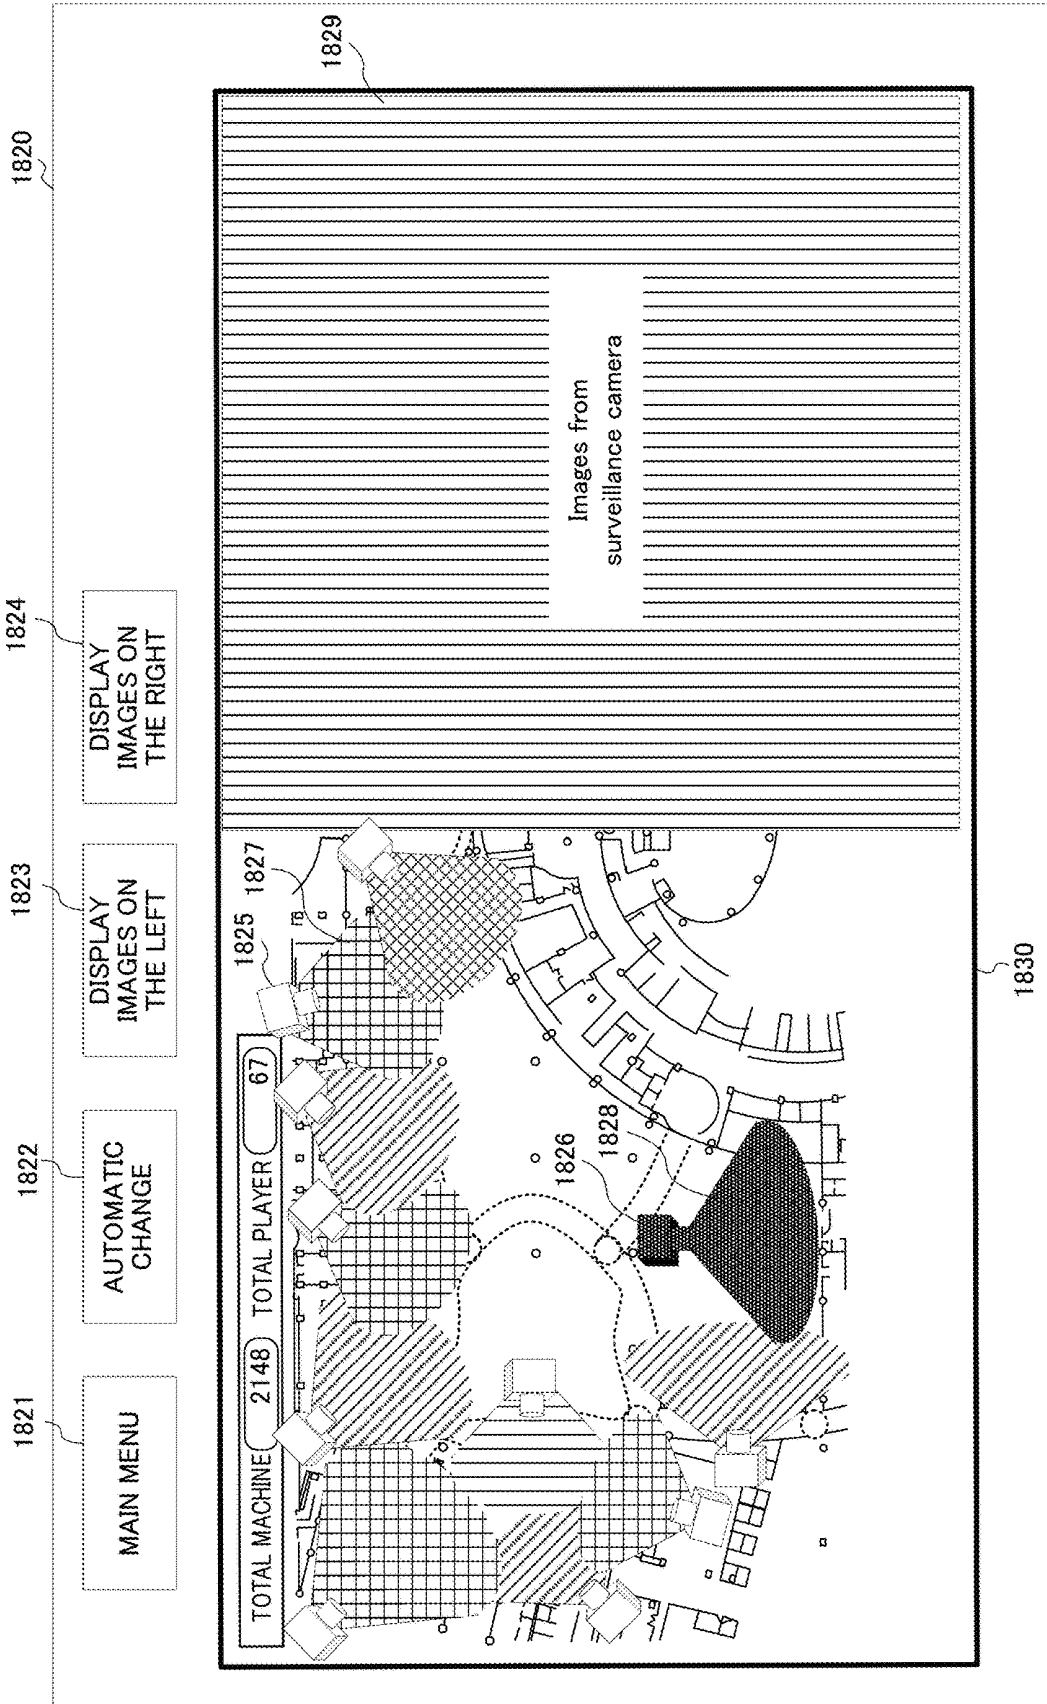 1820
1821
MAIN MENU
1822
AUTOMATIC
CHANGE
1823
DISPLAY
IMAGES ON
THE LEFT
1824
DISPLAY
IMAGES ON
THE RIGHT
TOTAL MACHINE 2148 TOTAL PLAYER 67
1825
1827
1829
1826
1828
Images from
surveillance camera
1830